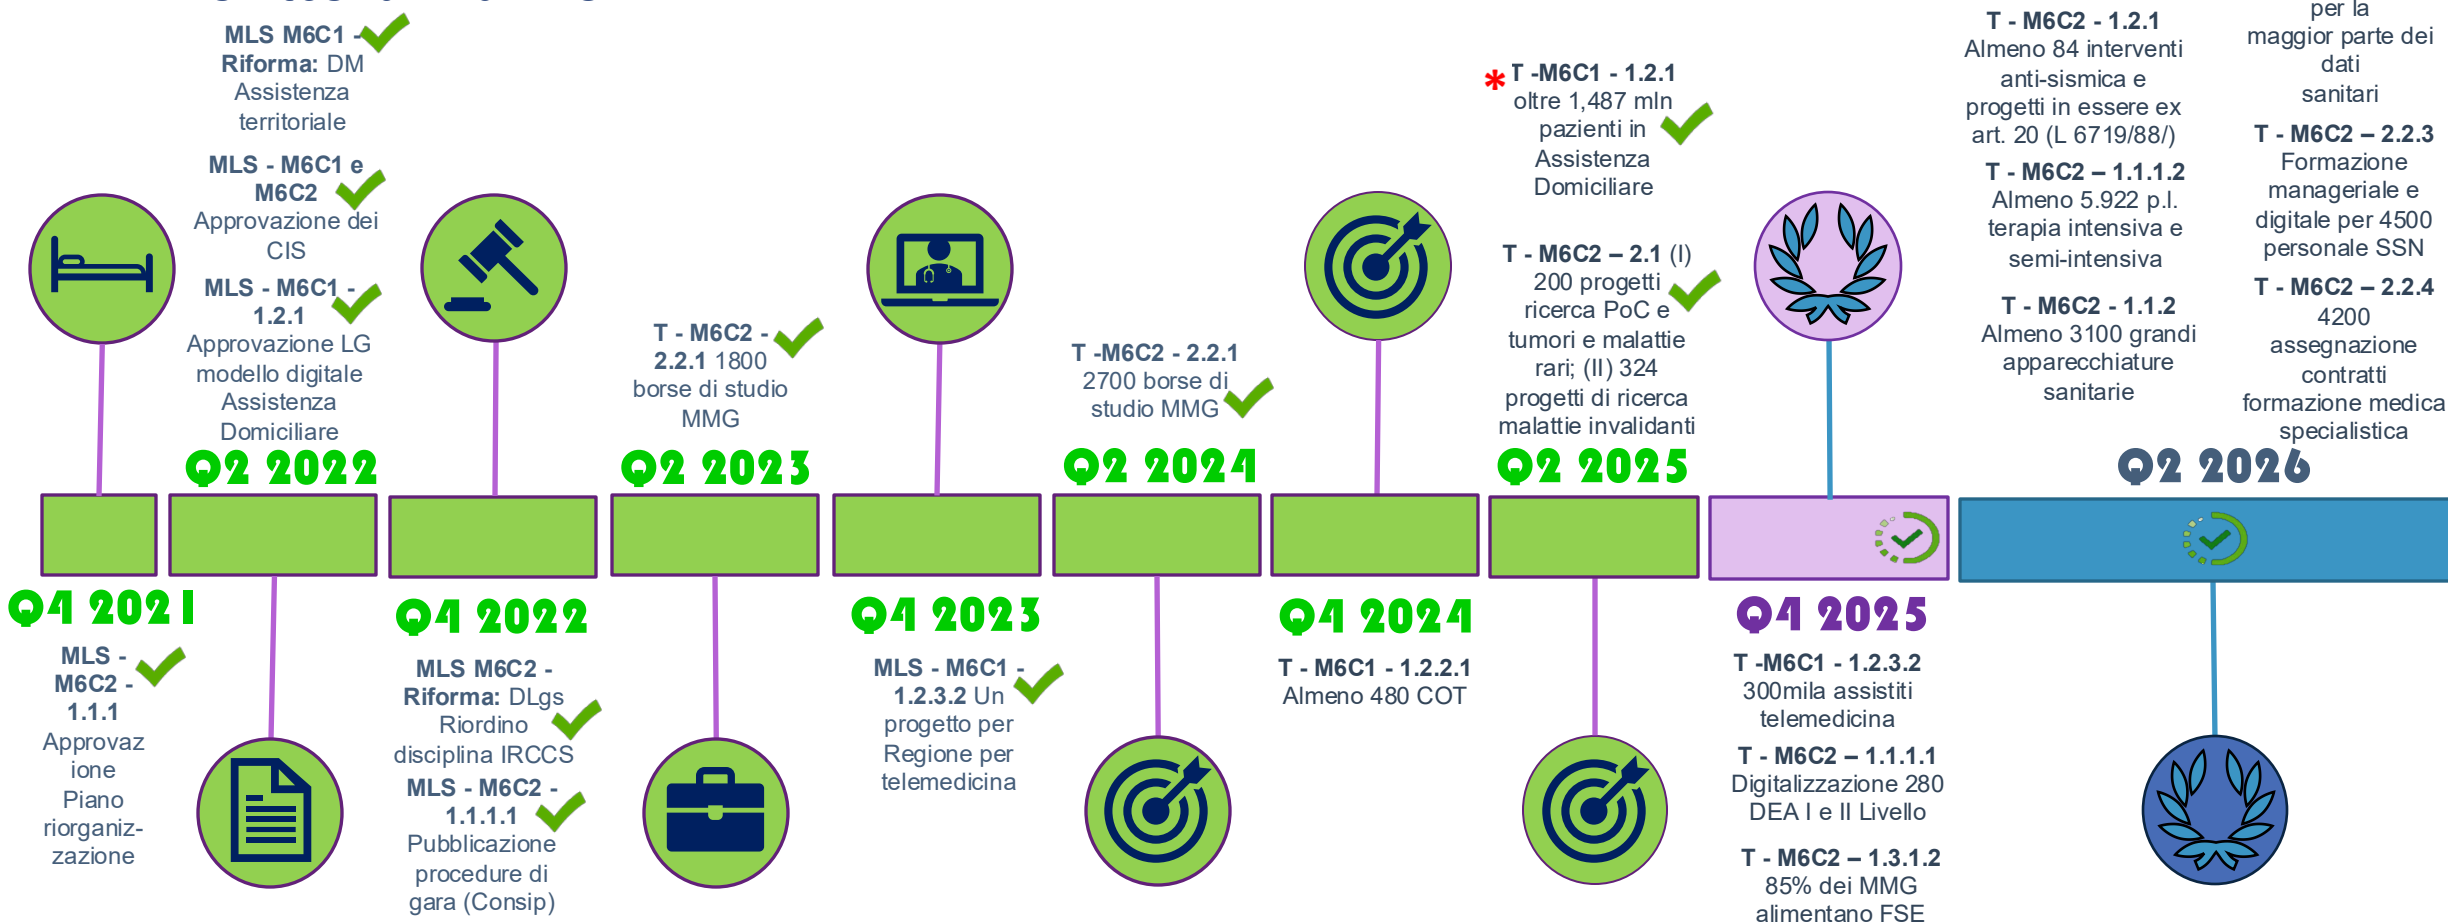 MLS M6C1 -
Riforma: DM
Assistenza
territoriale
MLS - M6C1 e
M6C2
Approvazione dei
CIS
MLS - M6C1 -
1.2.1
Approvazione LG
modello digitale
Assistenza
Domiciliare
Q2 2022
T - M6C2 -
2.2.1 1800
borse di studio
MMG
Q2 2023
T -M6C2 - 2.2.1
2700 borse di
studio MMG
Q2 2024
* T -M6C1 - 1.2.1
oltre 1,487 mln
pazienti in
Assistenza
Domiciliare
T - M6C2 – 2.1 (I)
200 progetti
ricerca PoC e
tumori e malattie
rari; (II) 324
progetti di ricerca
malattie invalidanti
Q2 2025
T - M6C2 - 1.2.1
Almeno 84 interventi
anti-sismica e
progetti in essere ex
art. 20 (L 6719/88/)
T - M6C2 – 1.1.1.2
Almeno 5.922 p.l.
terapia intensiva e
semi-intensiva
T - M6C2 - 1.1.2
Almeno 3100 grandi
apparecchiature
sanitarie
per la
maggior parte dei
dati
sanitari
T - M6C2 – 2.2.3
Formazione
manageriale e
digitale per 4500
personale SSN
T - M6C2 – 2.2.4
4200
assegnazione
contratti
formazione medica
specialistica
Q2 2026
Q4 2021
MLS -
M6C2 -
1.1.1
Approvaz
ione
Piano
riorganiz-
zazione
Q4 2022
MLS M6C2 -
Riforma: DLgs
Riordino
disciplina IRCCS
MLS - M6C2 -
1.1.1.1
Pubblicazione
procedure di
gara (Consip)
Q4 2023
MLS - M6C1 -
1.2.3.2 Un
progetto per
Regione per
telemedicina
Q4 2024
T - M6C1 - 1.2.2.1
Almeno 480 COT
Q4 2025
T -M6C1 - 1.2.3.2
300mila assistiti
telemedicina
T - M6C2 – 1.1.1.1
Digitalizzazione 280
DEA I e II Livello
T - M6C2 – 1.3.1.2
85% dei MMG
alimentano FSE